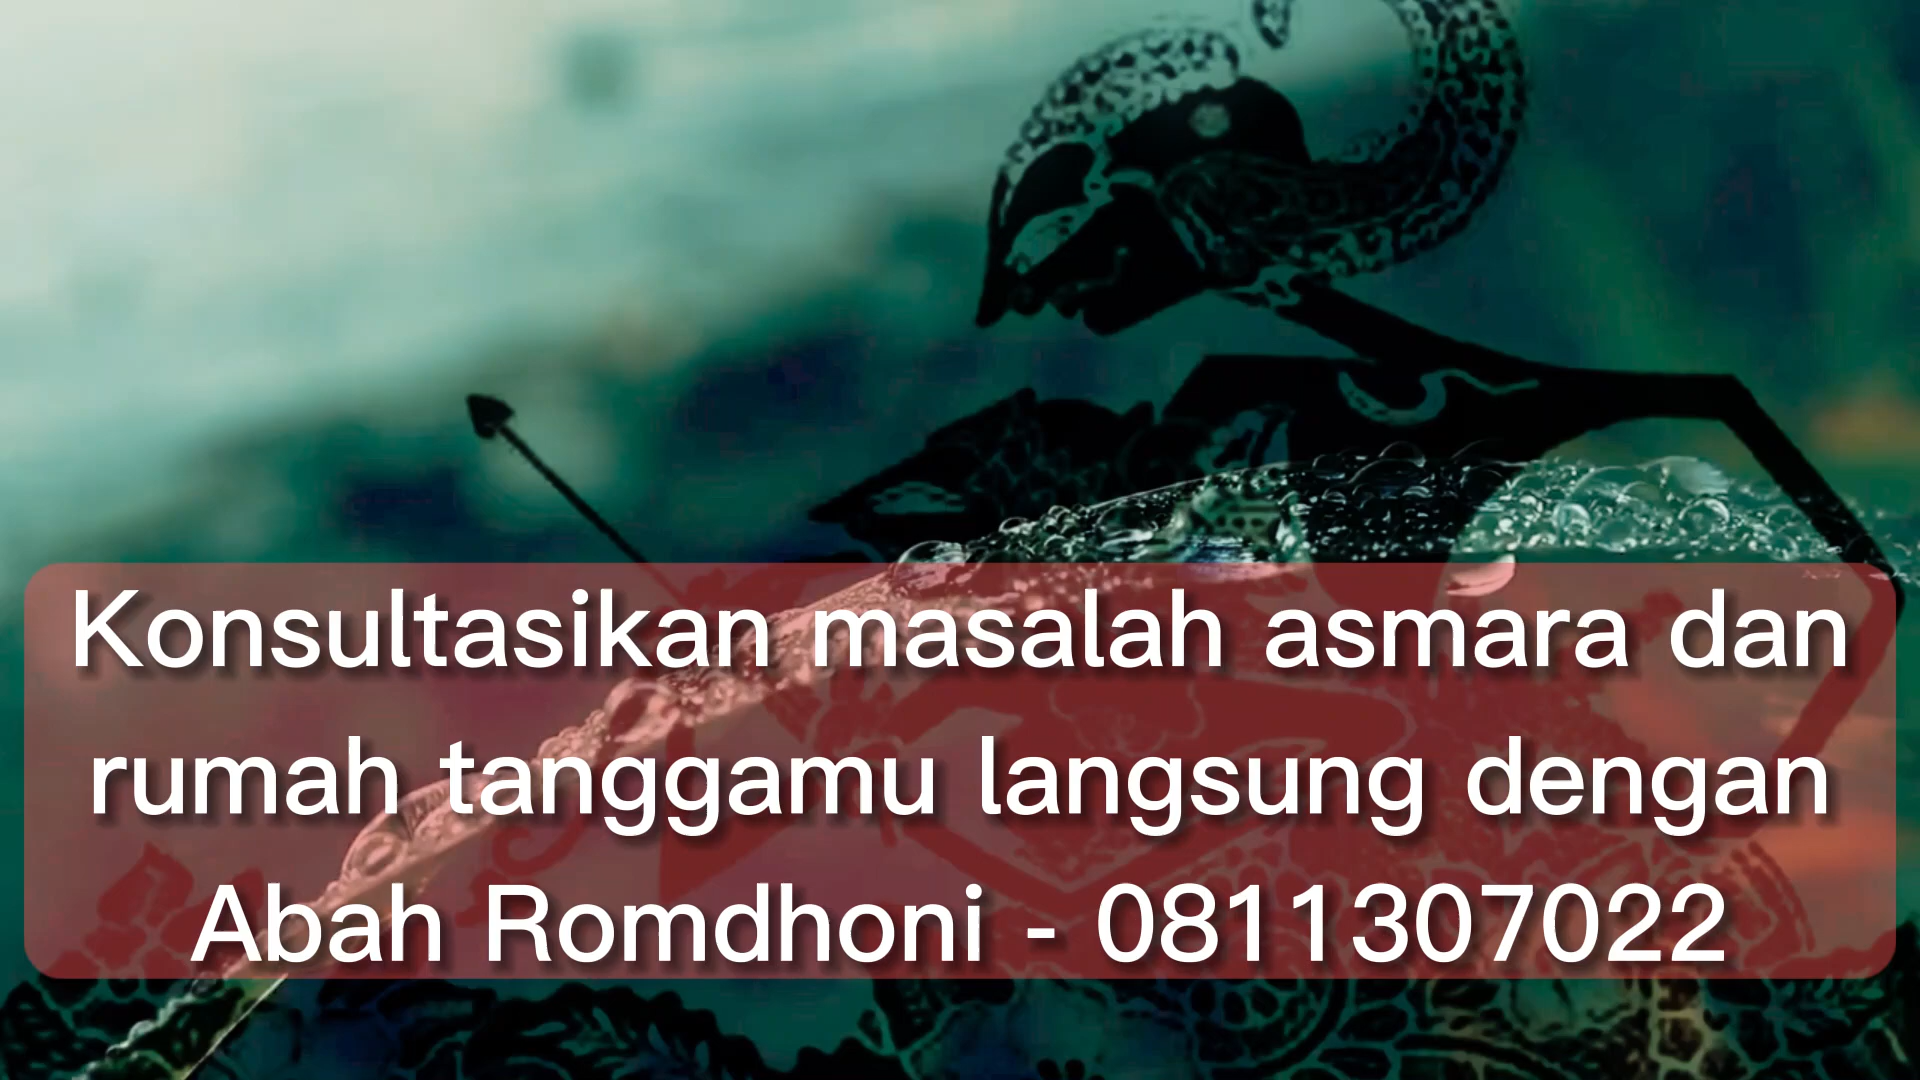 Konsultasikan masalah asmara dan
rumah tanggamu langsung dengan
Abah Romdhoni - 0811307022